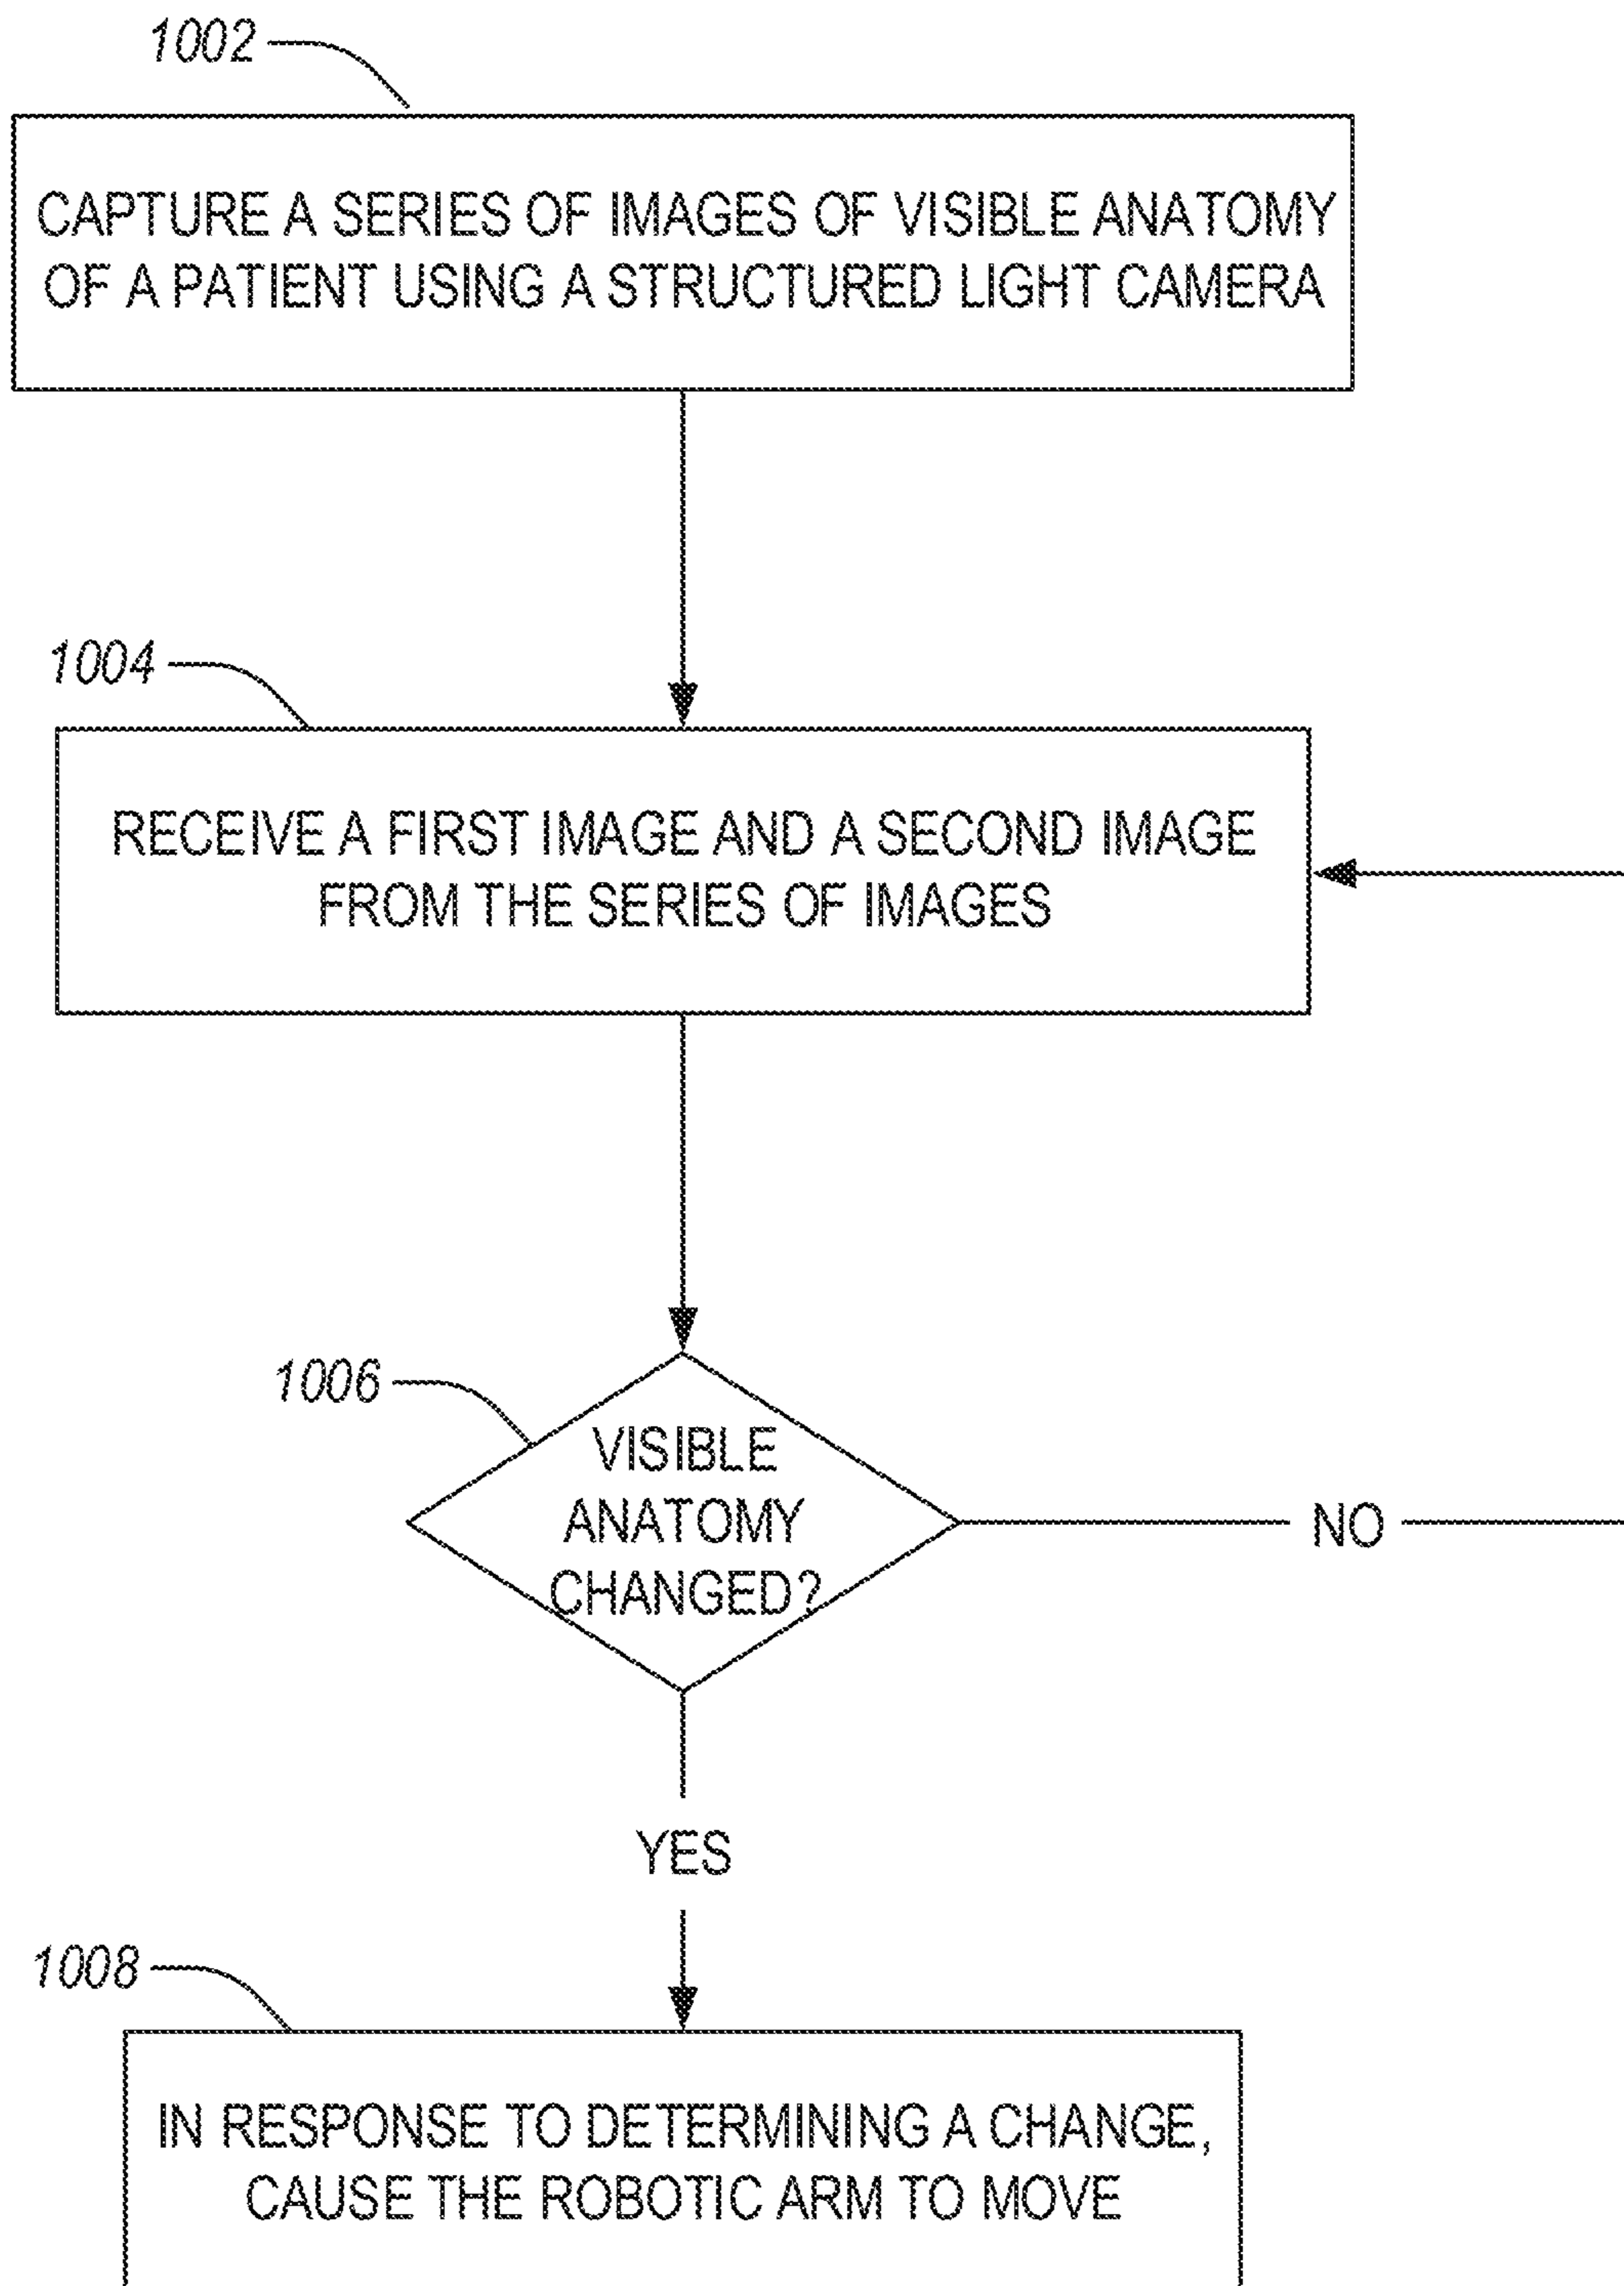 1002
CAPTURE A SERIES OF IMAGES OF VISIBLE ANATOMY
OF A PATIENT USING A STRUCTURED LIGHT CAMERA
1004
RECEIVE A FIRST IMAGE AND A SECOND IMAGE
FROM THE SERIES OF IMAGES
1006
VISIBLE
ANATOMY
CHANGED?
NO
YES
1008
IN RESPONSE TO DETERMINING A CHANGE,
CAUSE THE ROBOTIC ARM TO MOVE